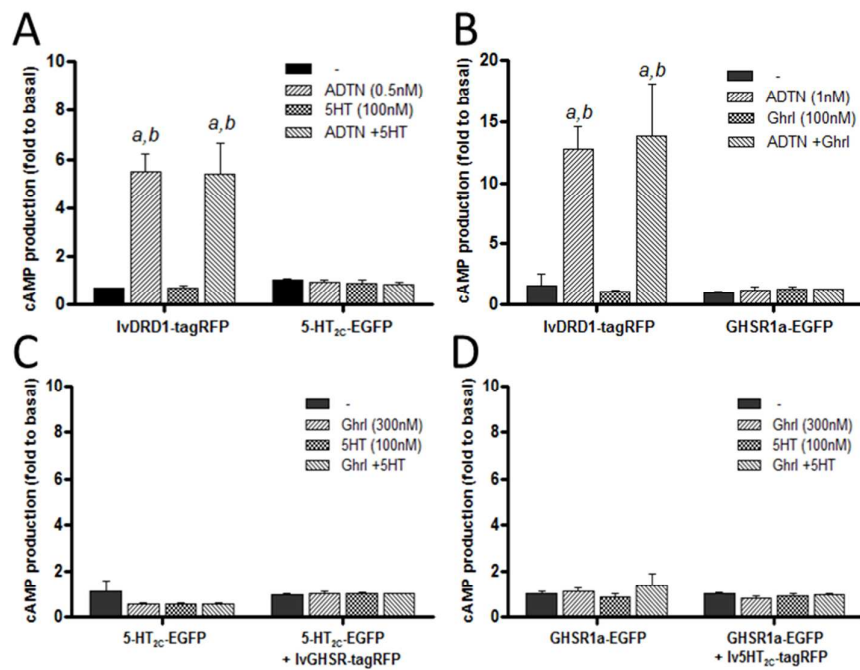 A
cAMP production (fold to basal)
10
8
6
4
2
0
a,b
a,b
-
ADTN (0.5nM)
5HT (100nM)
ADTN +5HT
lvDRD1-tagRFP
5-HT2C-EGFP
B
cAMP production (fold to basal)
20
15
10
5
0
a,b
a,b
-
ADTN (1nM)
Ghrl (100nM)
ADTN +Ghrl
lvDRD1-tagRFP
GHSR1a-EGFP
C
cAMP production (fold to basal)
10
8
6
4
2
0
-
Ghrl (300nM)
5HT (100nM)
Ghrl +5HT
5-HT2C-EGFP
5-HT2C-EGFP
+ lvGHSR-tagRFP
D
cAMP production (fold to basal)
10
8
6
4
2
0
-
Ghrl (300nM)
5HT (100nM)
Ghrl +5HT
GHSR1a-EGFP
GHSR1a-EGFP
+ lv5HT2C-tagRFP